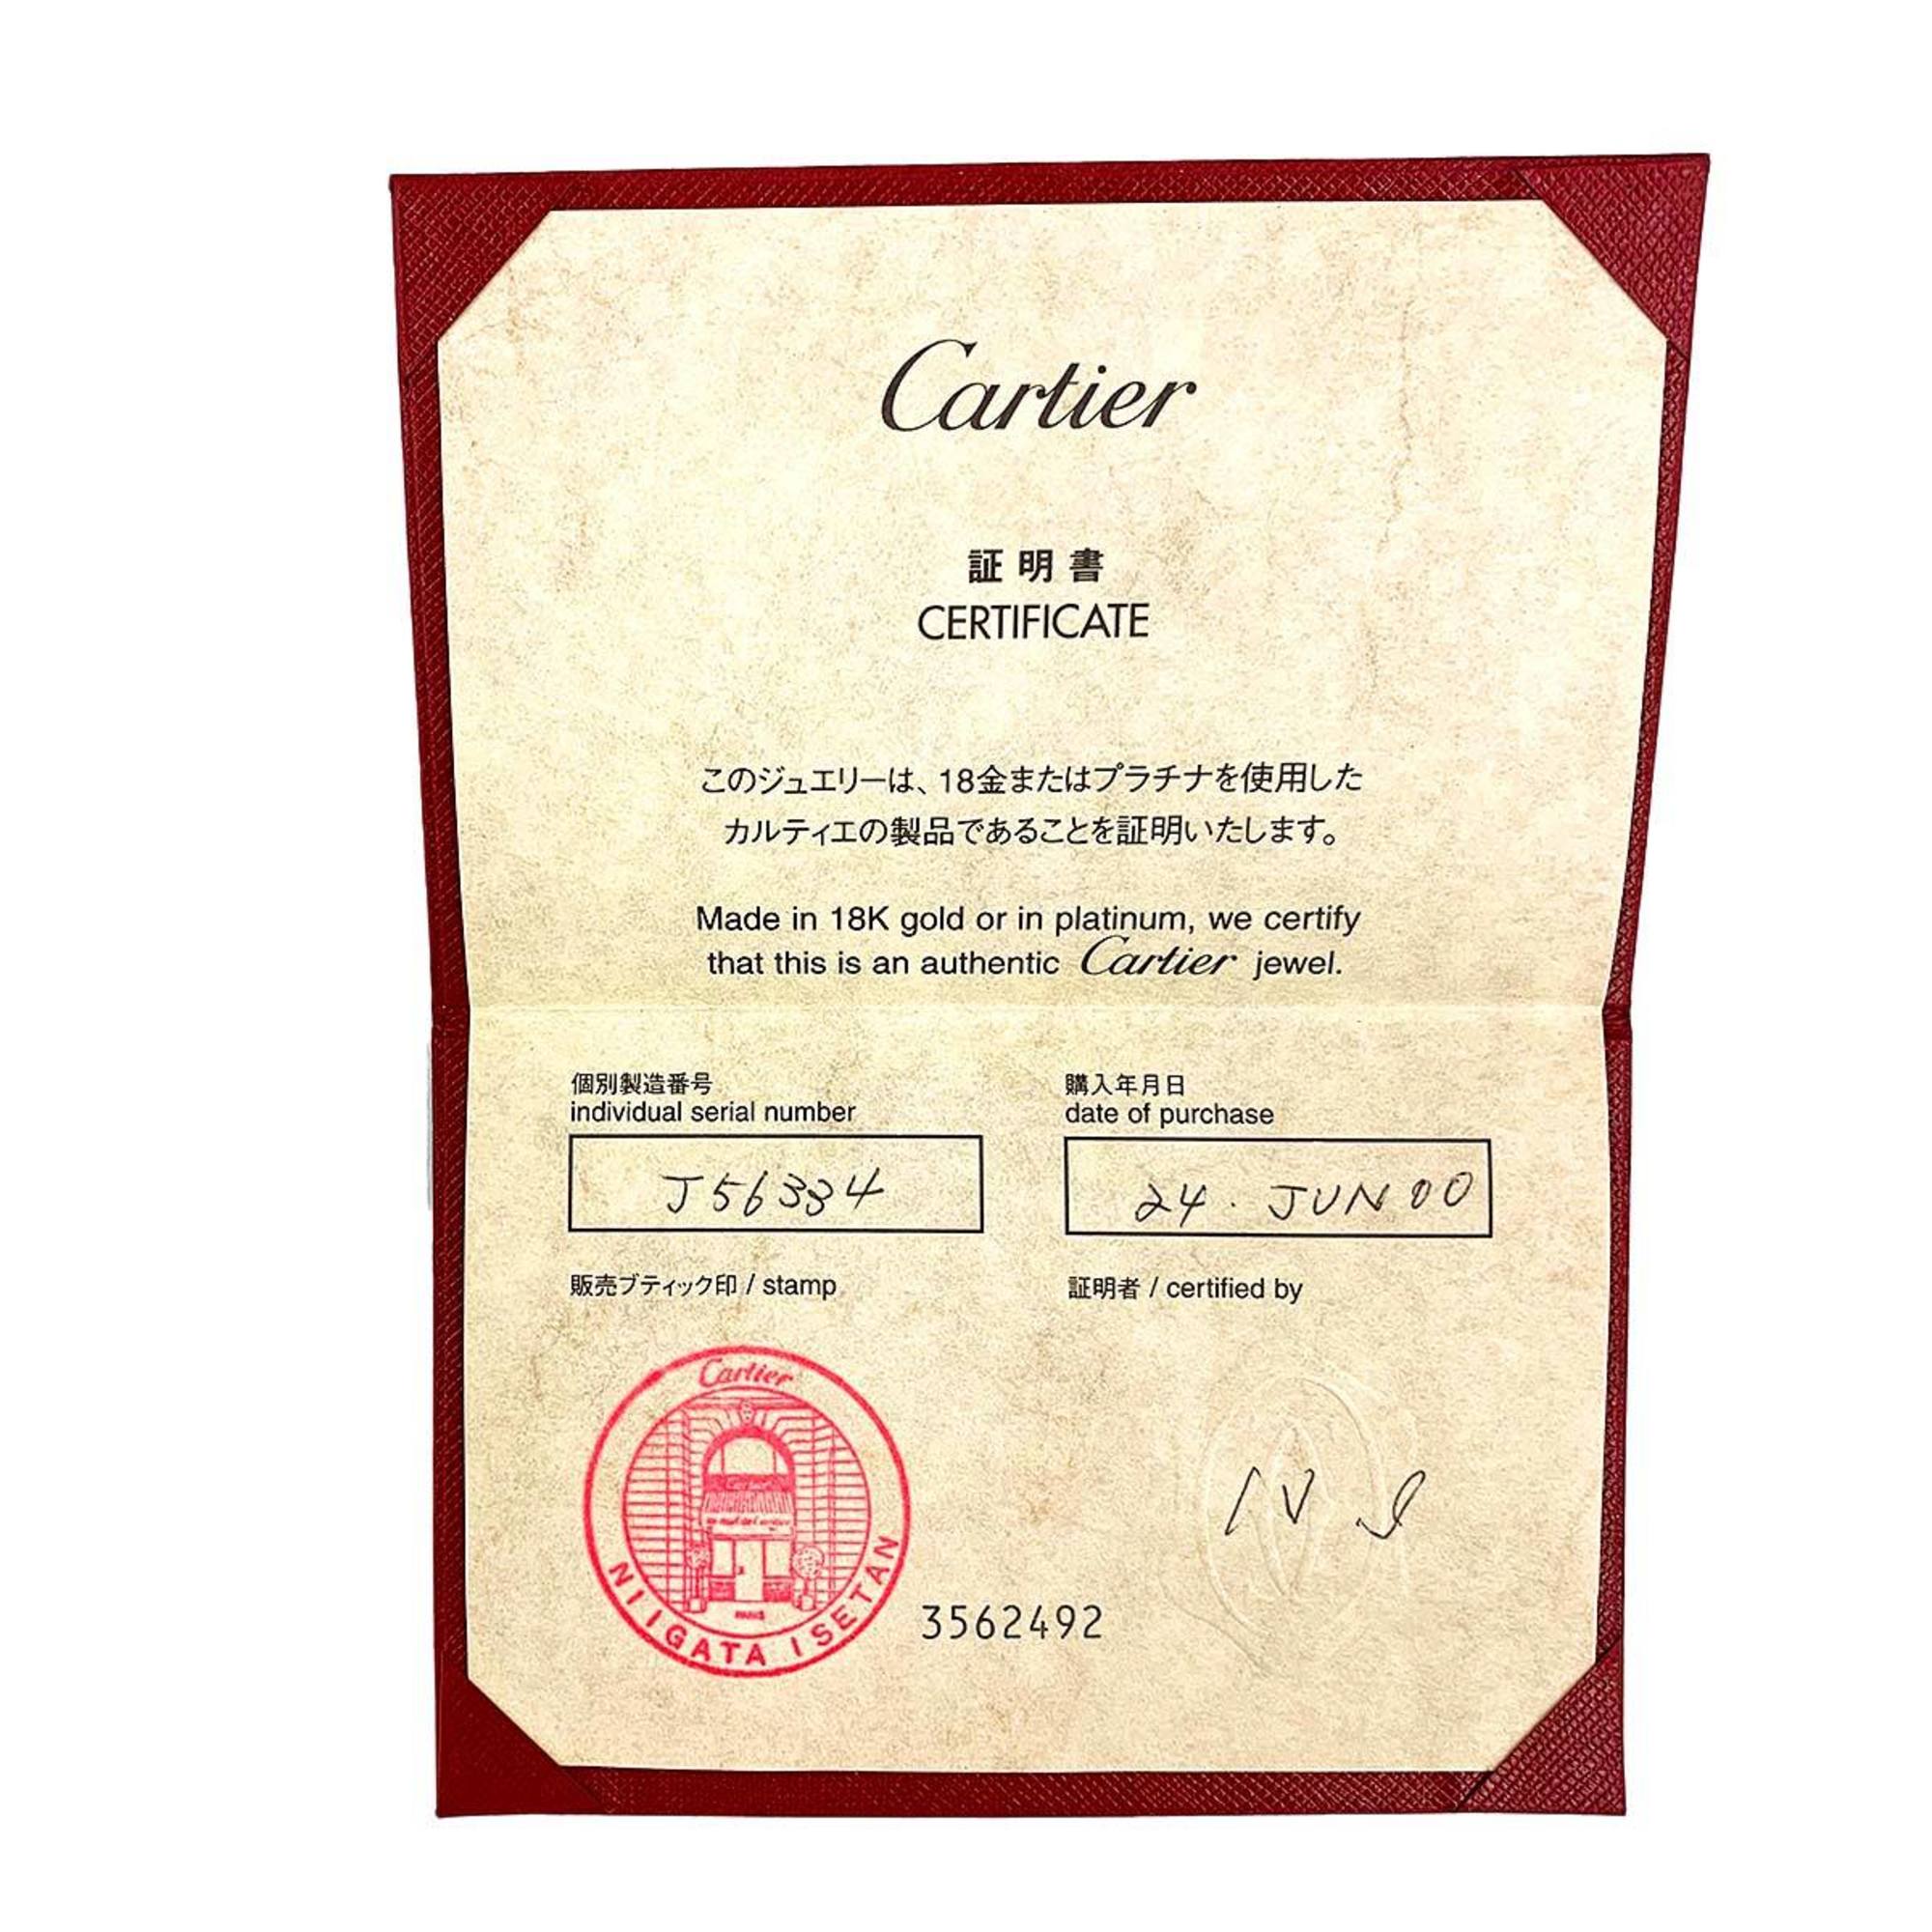 Cartier
証明書
CERTIFICATE
このジュエリーは、18金またはプラチナを使用した
カルティエの製品であることを証明いたします。
Made in 18K gold or in platinum, we certify
that this is an authentic Cartier jewel.
個別製造番号
individual serial number
J56334
購入年月日
date of purchase
24 . JUN 00
販売ブティック印 / stamp
証明者 / certified by
Cartier
PARIS
NIIGATA ISETAN
3562492